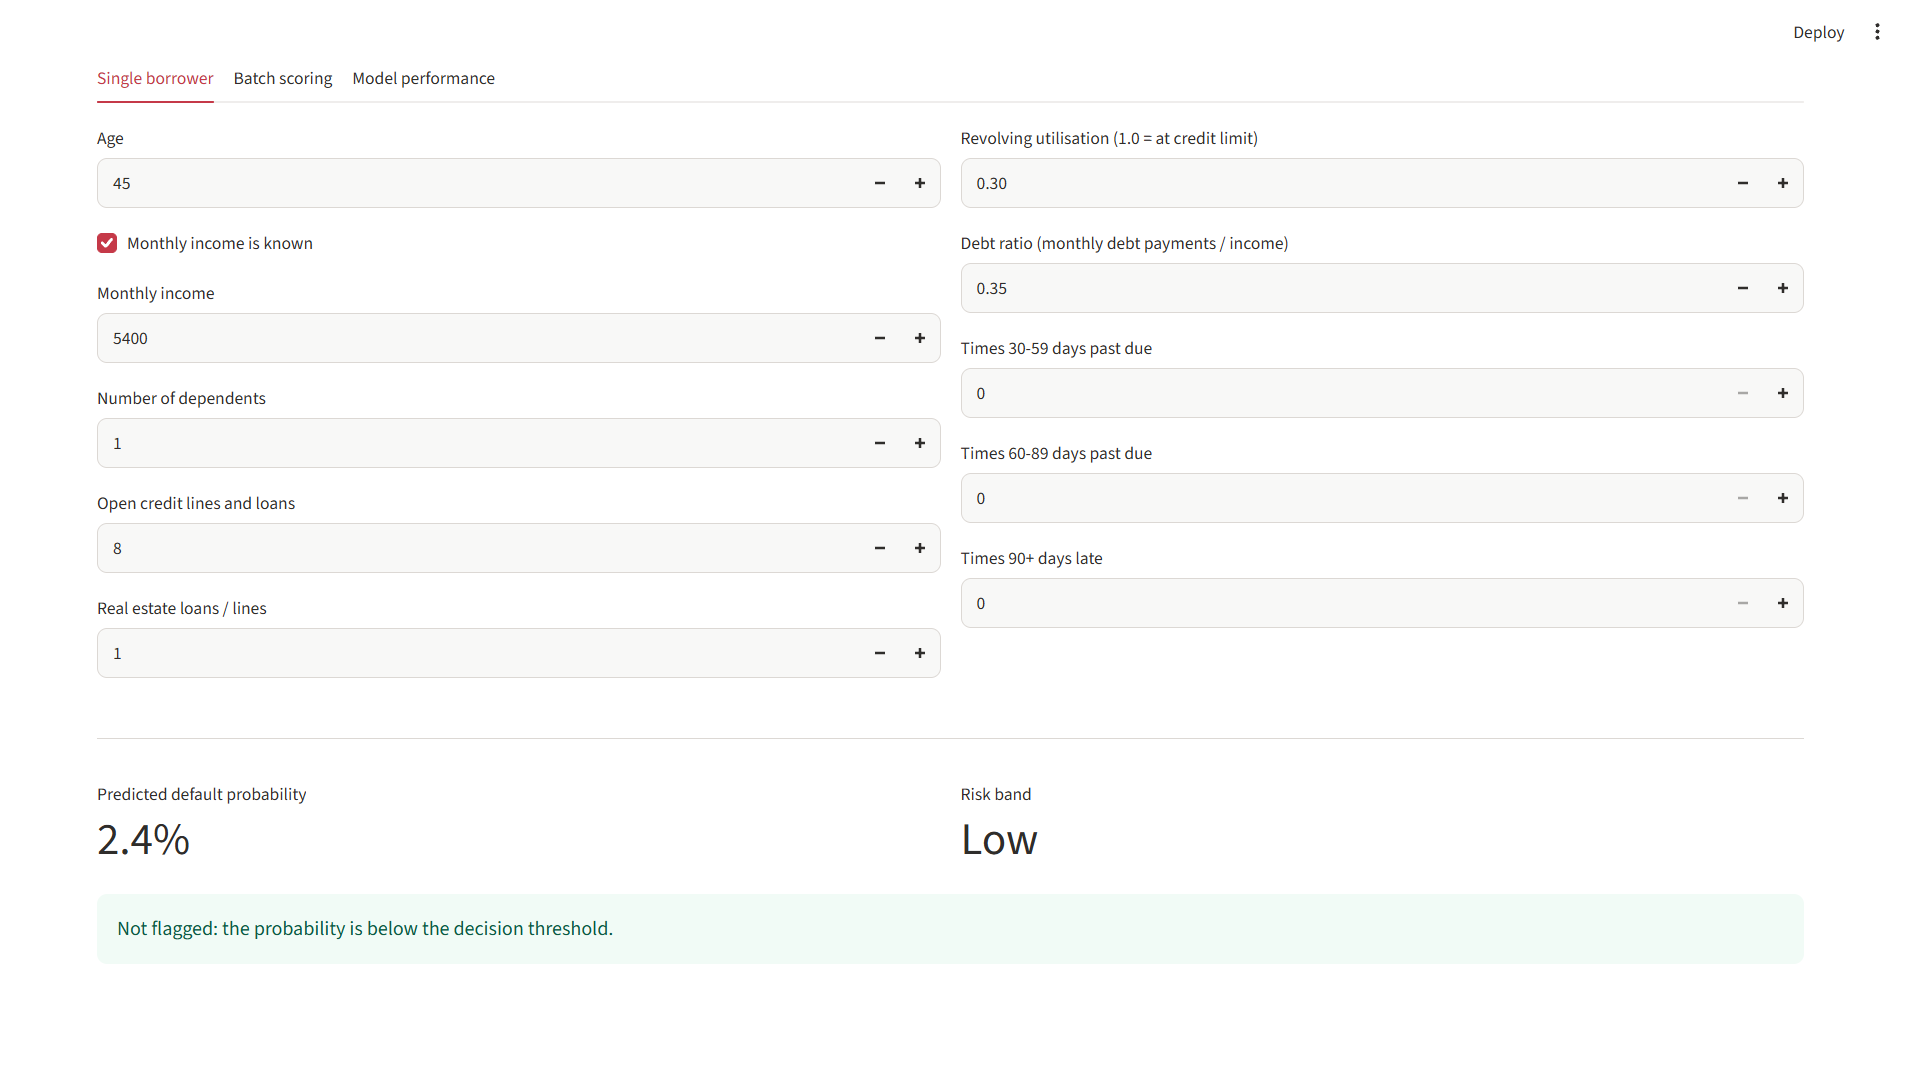 Deploy
Single borrower
Batch scoring
Model performance
Age
45
Monthly income is known
Monthly income
5400
Number of dependents
1
Open credit lines and loans
8
Real estate loans / lines
1
Revolving utilisation (1.0 = at credit limit)
0.30
Debt ratio (monthly debt payments / income)
0.35
Times 30-59 days past due
0
Times 60-89 days past due
0
Times 90+ days late
0
Predicted default probability
2.4%
Risk band
Low
Not flagged: the probability is below the decision threshold.